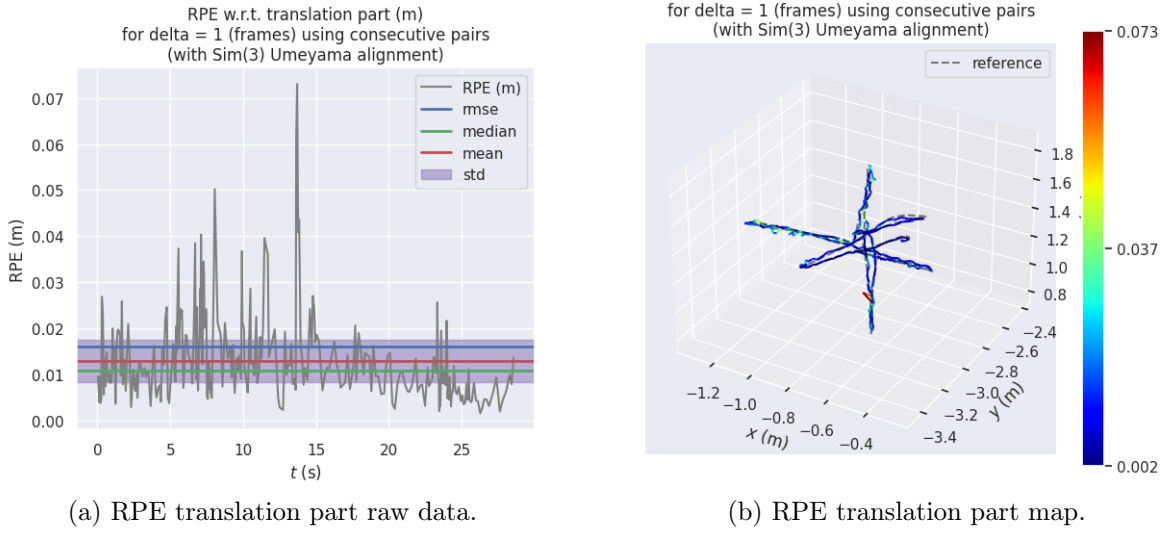 RPE w.r.t. translation part (m)
for delta = 1 (frames) using consecutive pairs
(with Sim(3) Umeyama alignment)
RPE (m)
rmse
median
mean
std
0.07
0.06
0.05
0.04
0.03
0.02
0.01
0.00
RPE (m)
0 5 10 15 20 25
t (s)
(a) RPE translation part raw data.
for delta = 1 (frames) using consecutive pairs
(with Sim(3) Umeyama alignment)
reference
1.8
1.6
1.4
1.2
1.0
0.8
−2.4
−2.6
−2.8
−3.0
−3.2
−3.4
y (m)
−1.2
−1.0
−0.8
−0.6
−0.4
x (m)
0.073
0.037
0.002
(b) RPE translation part map.